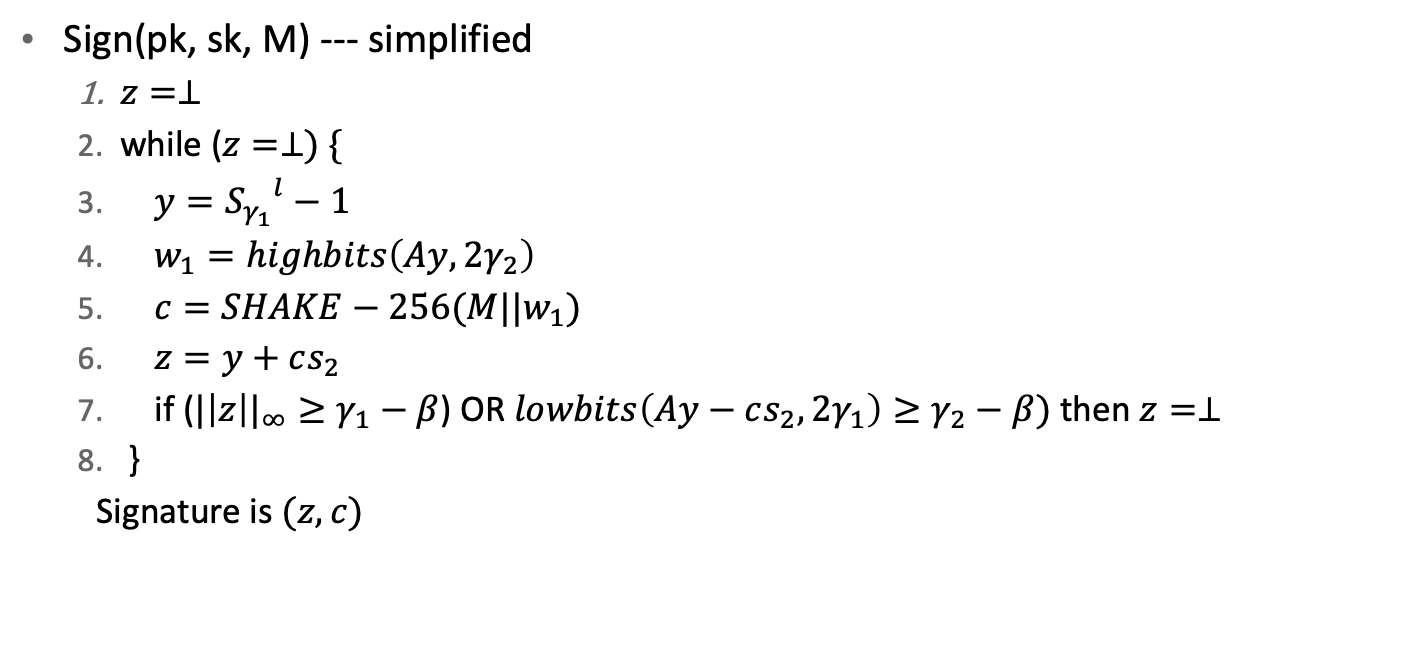 • Sign(pk, sk, M) --- simplified
1. z =⊥
2. while (z =⊥) {
3. y = Sᵧ₁ˡ − 1
4. w₁ = highbits(Ay, 2γ₂)
5. c = SHAKE − 256(M||w₁)
6. z = y + cs₂
7. if (||z||∞ ≥ γ₁ − β) OR lowbits(Ay − cs₂, 2γ₁) ≥ γ₂ − β) then z =⊥
8. }
Signature is (z, c)